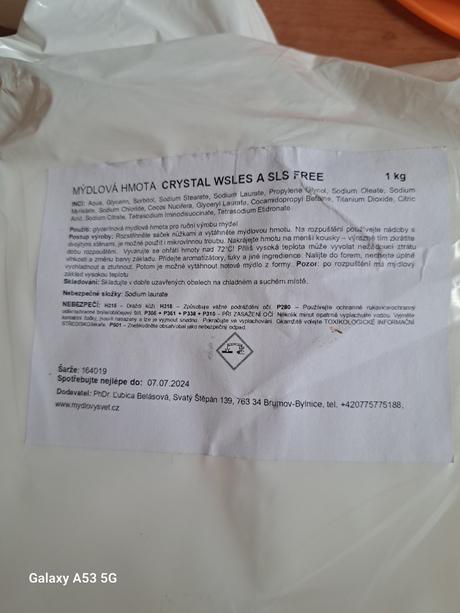 MÝDLOVÁ HMOTA CRYSTAL WSLES A SLS FREE 1 kg
INCI: Aqua, Glycerin, Sorbitol, Sodium Stearate, Sodium Laurate, Propylene Glycol, Sodium Oleate, Sodium
Myristate, Sodium Chloride, Cocos Nucifera, Glyceryl Laurate, Cocamidopropyl Betaine, Titanium Dioxide, Citric
Acid, Sodium Citrate, Tetrasodium Iminodisuccinate, Tetrasodium Etidronate
Použití: glycerinová mýdlová hmota pro ruční výrobu mýdel
Postup výroby: Rozstřihněte sáček nůžkami a vytáhněte mýdlovou hmotu. Na rozpuštění používejte nádoby s
dvojitými stěnami, je možné použít i mikrovlnnou troubu. Nakrájejte hmotu na menší kousky – výrazně tím zkrátíte
dobu rozpouštění. Vyvarujte se ohřátí hmoty nad 72°C! Příliš vysoká teplota může vyvolat nežádoucí ztrátu
vlhkosti a změnu barvy základu. Přidejte aromatizátory, tuky a jiné ingredience. Nalijte do forem, nechejte úplně
vychladnout a ztuhnout. Potom je možné vytáhnout hotové mýdlo z formy. Pozor: po rozpuštění má mýdlový
základ vysokou teplotu.
Skladování: Skladujte v dobře uzavřených obalech na chladném a suchém místě.
Nebezpečné složky: Sodium laurate
NEBEZPEČÍ: H315 – Dráždí kůži H318 – Způsobuje vážné podráždění očí. P280 – Používejte ochranné rukavice/ochranný
oděv/ochranné brýle/obličejový štít. P305 + P351 + P338 + P310 – PŘI ZASAŽENÍ OČÍ: Několik minut opatrně vyplachujte vodou. Vyjměte
kontaktní čočky, jsou-li nasazeny a lze je vyjmout snadno. Pokračujte ve vyplachování. Okamžitě volejte TOXIKOLOGICKÉ INFORMAČNÍ
STŘEDISKO/lékaře. P501 – Zneškodněte obsah/obal jako nebezpečný odpad.
Šarže: 164019
Spotřebujte nejlépe do: 07.07.2024
Dodavatel: PhDr. Ľubica Belásová, Svatý Štěpán 139, 763 34 Brumov-Bylnice, tel. +420775775188,
www.mydlovysvet.cz
Galaxy A53 5G